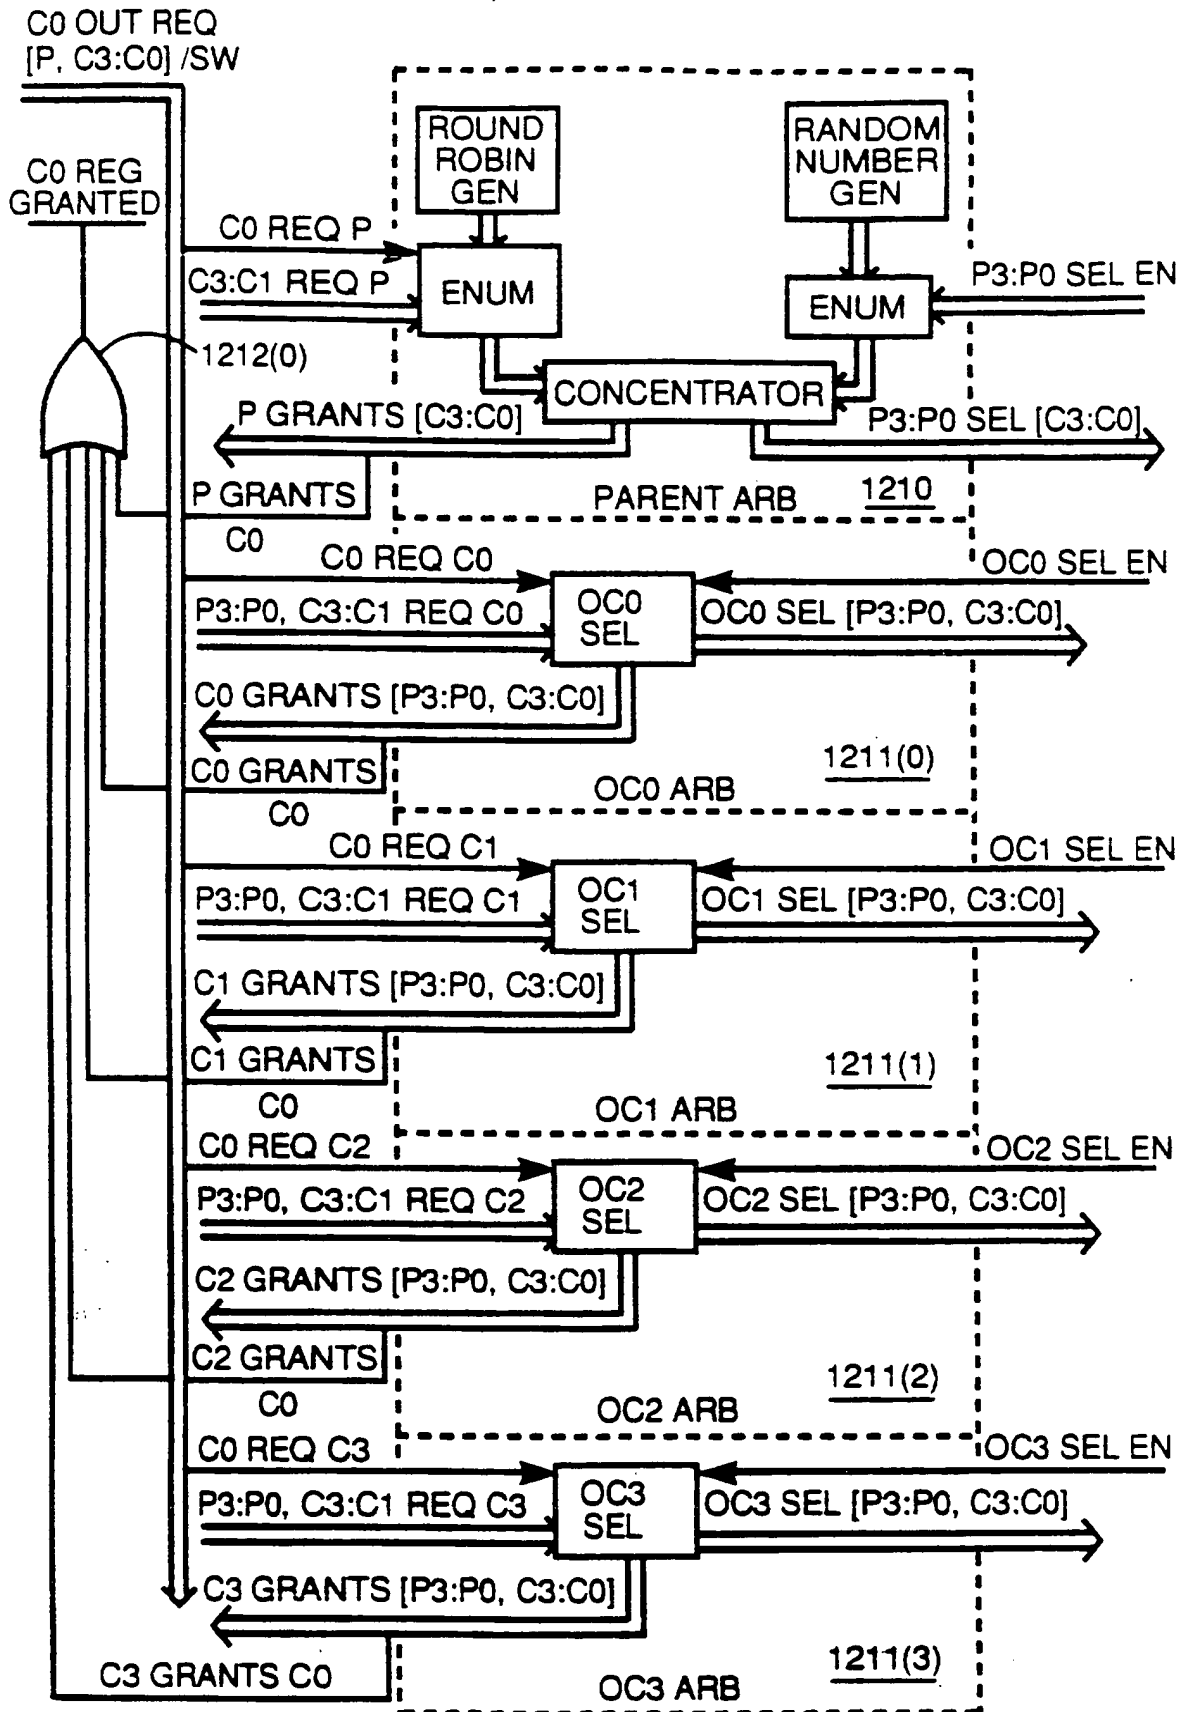 C0 OUT REQ
[P, C3:C0] /SW
C0 REG
GRANTED
ROUND
ROBIN
GEN
RANDOM
NUMBER
GEN
C0 REQ P
C3:C1 REQ P
ENUM
ENUM
P3:P0 SEL EN
1212(0)
CONCENTRATOR
P GRANTS [C3:C0]
P3:P0 SEL [C3:C0]
P GRANTS
C0
PARENT ARB
1210
C0 REQ C0
OC0 SEL EN
P3:P0, C3:C1 REQ C0
OC0
SEL
OC0 SEL [P3:P0, C3:C0]
C0 GRANTS [P3:P0, C3:C0]
C0 GRANTS
C0
1211(0)
OC0 ARB
C0 REQ C1
OC1 SEL EN
P3:P0, C3:C1 REQ C1
OC1
SEL
OC1 SEL [P3:P0, C3:C0]
C1 GRANTS [P3:P0, C3:C0]
C1 GRANTS
C0
1211(1)
OC1 ARB
C0 REQ C2
OC2 SEL EN
P3:P0, C3:C1 REQ C2
OC2
SEL
OC2 SEL [P3:P0, C3:C0]
C2 GRANTS [P3:P0, C3:C0]
C2 GRANTS
C0
1211(2)
OC2 ARB
C0 REQ C3
OC3 SEL EN
P3:P0, C3:C1 REQ C3
OC3
SEL
OC3 SEL [P3:P0, C3:C0]
C3 GRANTS [P3:P0, C3:C0]
C3 GRANTS C0
1211(3)
OC3 ARB